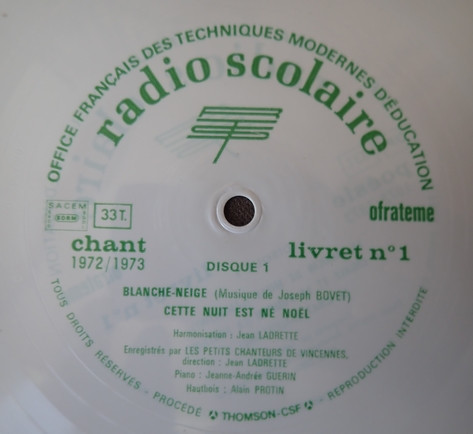 OFFICE FRANÇAIS DES TECHNIQUES MODERNES D'ÉDUCATION
radio scolaire
SACEM
BIEM
33 T.
ofrateme
chant
1972/1973
livret n° 1
DISQUE 1
BLANCHE-NEIGE (Musique de Joseph BOVET)
CETTE NUIT EST NÉ NOËL
Harmonisation : Jean LADRETTE
Enregistrés par LES PETITS CHANTEURS DE VINCENNES,
direction : Jean LADRETTE
Piano : Jeanne-Andrée GUERIN
Hautbois : Alain PROTIN
TOUS DROITS RÉSERVÉS - PROCÉDÉ THOMSON-CSF - REPRODUCTION INTERDITE